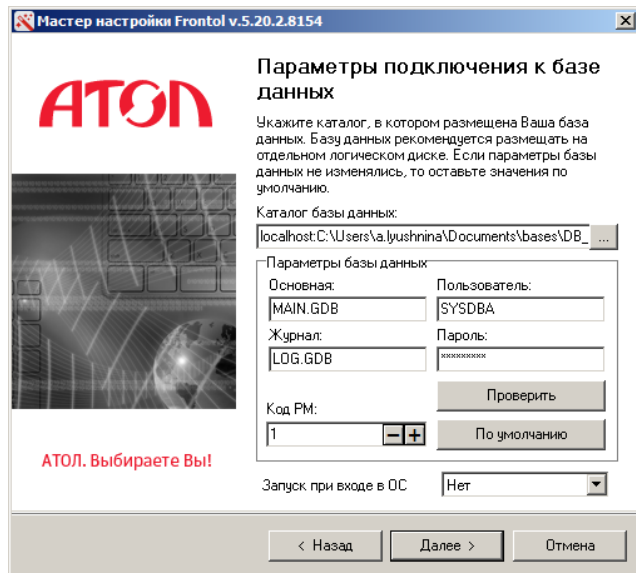 Мастер настройки Frontol v.5.20.2.8154
АТОЛ
Параметры подключения к базе
данных
Укажите каталог, в котором размещена Ваша база
данных. Базу данных рекомендуется размещать на
отдельном логическом диске. Если параметры базы
данных не изменялись, то оставьте значения по
умолчанию.
Каталог базы данных:
localhost:C:\Users\a.lyushnina\Documents\bases\DB_ ...
Параметры базы данных
Основная: Пользователь:
MAIN.GDB SYSDBA
Журнал: Пароль:
LOG.GDB *********
Проверить
Код РМ:
1 По умолчанию
АТОЛ. Выбираете Вы!
Запуск при входе в ОС Нет
< Назад Далее > Отмена